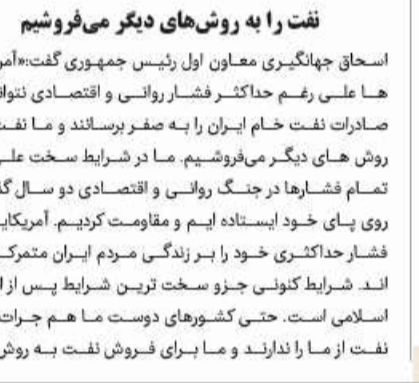 نفت را به روش‌های دیگر می‌فروشیم
اسحاق جهانگیری معاون اول رئیس جمهوری گفت:«آمر
ها علی رغم حداکثر فشار روانی و اقتصادی نتوان
صادرات نفت خام ایران را به صفر برسانند و ما نفت
روش های دیگر می‌فروشیم. ما در شرایط سخت علی
تمام فشارها در جنگ روانی و اقتصادی دو سال گذ
روی پای خود ایستاده ایم و مقاومت کردیم. آمریکایی
فشار حداکثری خود را بر زندگی مردم ایران متمرک
اند. شرایط کنونی جزو سخت ترین شرایط پس از ا
اسلامی است. حتی کشورهای دوست ما هم جرات
نفت از ما را ندارند و ما برای فروش نفت به روش